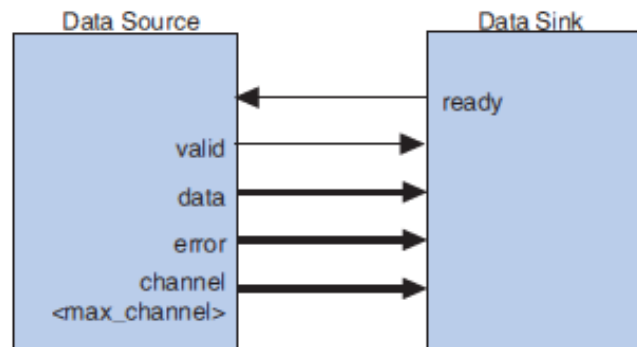 Data Source
Data Sink
ready
valid
data
error
channel
<max_channel>